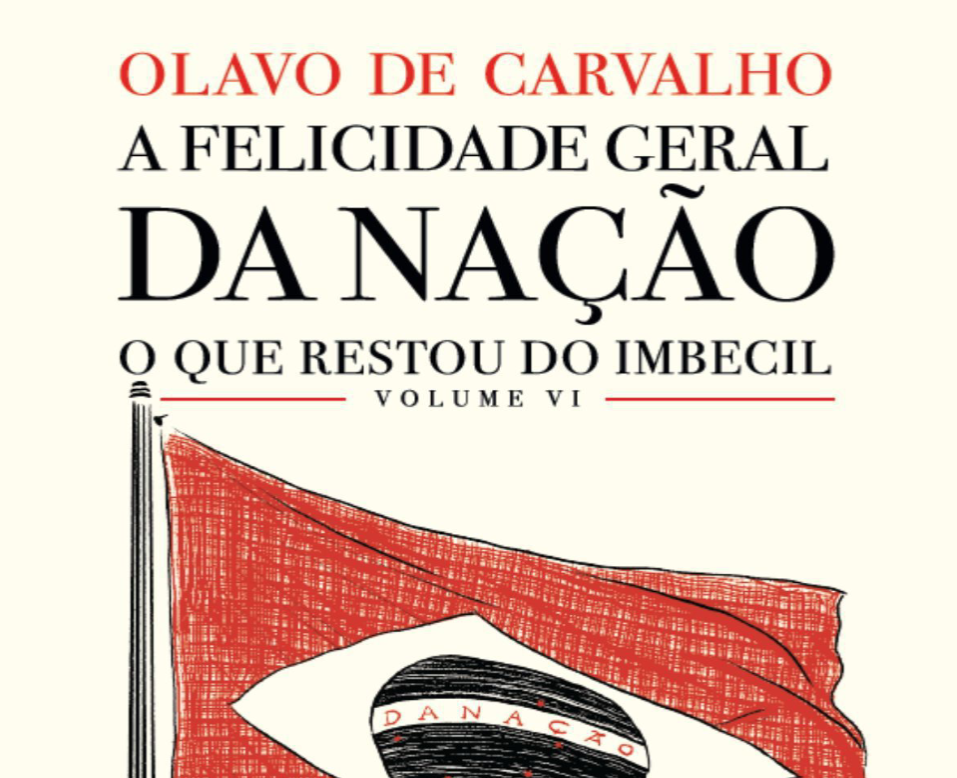 OLAVO DE CARVALHO
A FELICIDADE GERAL
DA NAÇÃO
O QUE RESTOU DO IMBECIL
VOLUME VI
DANAÇÃO